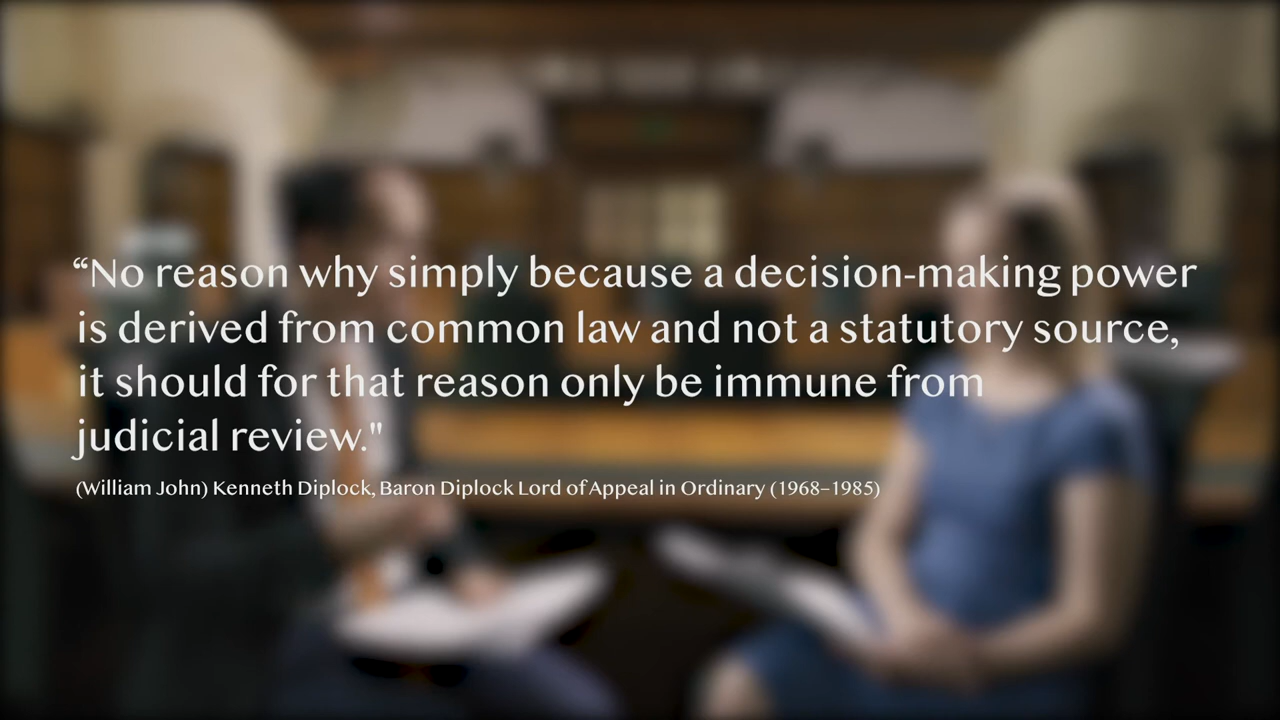 “No reason why simply because a decision-making power
is derived from common law and not a statutory source,
it should for that reason only be immune from
judicial review."
(William John) Kenneth Diplock, Baron Diplock Lord of Appeal in Ordinary (1968–1985)